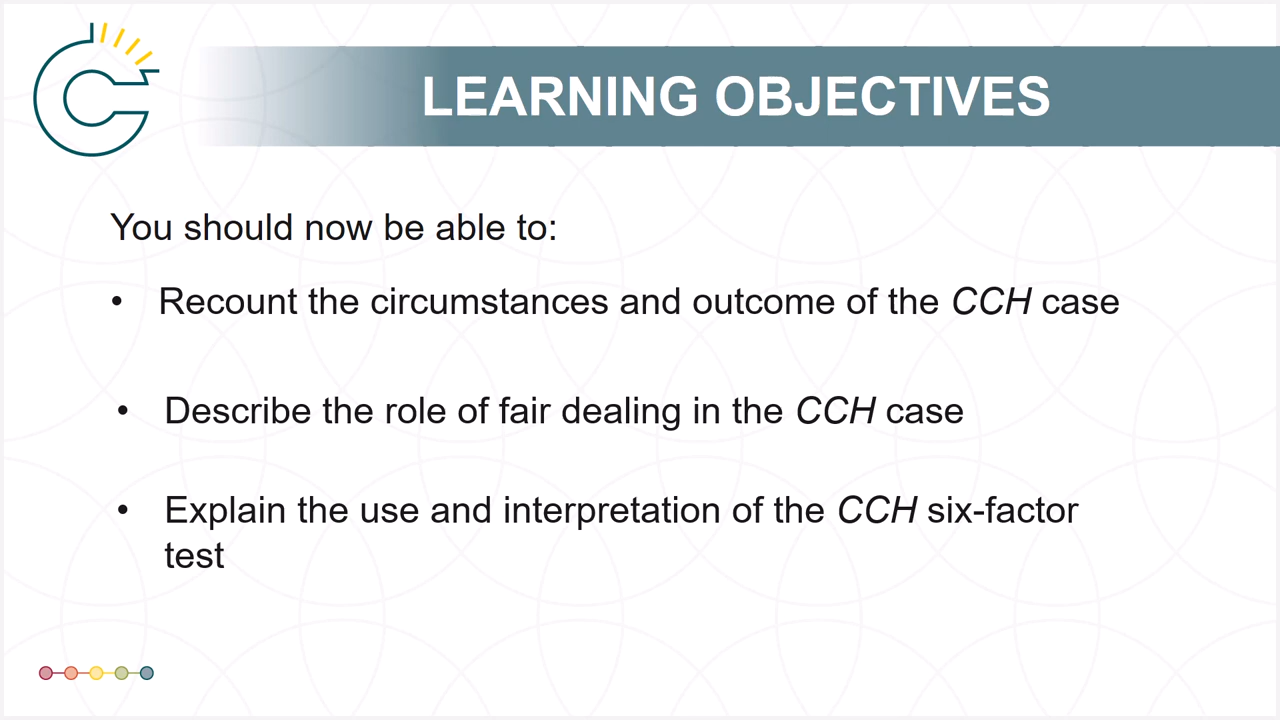 LEARNING OBJECTIVES
You should now be able to:
• Recount the circumstances and outcome of the CCH case
• Describe the role of fair dealing in the CCH case
• Explain the use and interpretation of the CCH six-factor
test